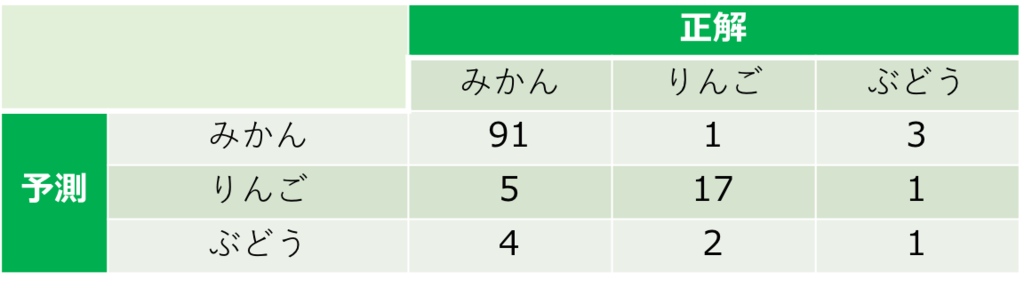 正解
みかん りんご ぶどう
予測
みかん 91 1 3
りんご 5 17 1
ぶどう 4 2 1